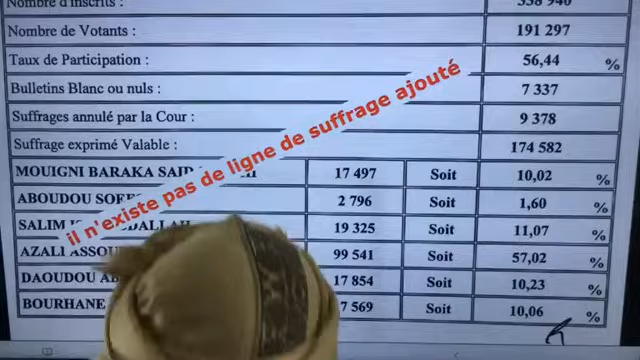 Nombre d'inscrits : 338 940
Nombre de Votants : 191 297
Taux de Participation : 56,44 %
Bulletins Blanc ou nuls : 7 337
Suffrages annulé par la Cour : 9 378
Suffrage exprimé Valable : 174 582
MOUIGNI BARAKA SAID 17 497 Soit 10,02 %
ABOUDOU 2 796 Soit 1,60 %
SALIM 19 325 Soit 11,07 %
AZALI 99 541 Soit 57,02 %
DAOUDOU 17 854 Soit 10,23 %
BOURHANE 7 569 Soit 10,06 %
il n'existe pas de ligne de suffrage ajouté